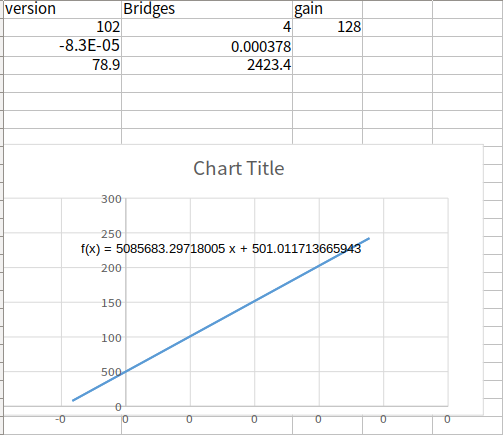 version Bridges gain
102 4 128
-8.3E-05 0.000378
78.9 2423.4
Chart Title
300
250
f(x) = 5085683.29718005 x + 501.011713665943
200
150
100
500
0
-0 0 0 0 0 0 0